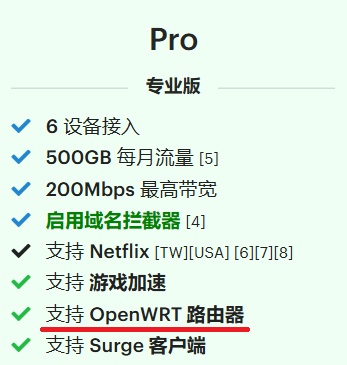 Pro
专业版
6 设备接入
500GB 每月流量 [5]
200Mbps 最高带宽
启用域名拦截器 [4]
支持 Netflix [TW][USA] [6][7][8]
支持 游戏加速
支持 OpenWRT 路由器
支持 Surge 客户端